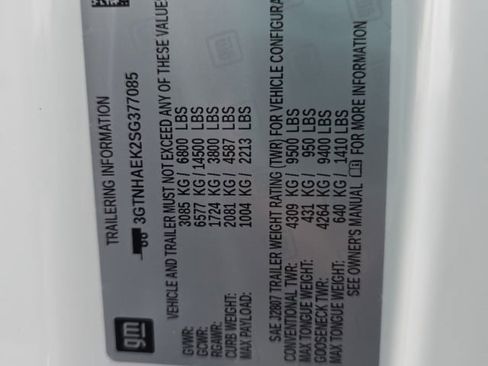 gm
TRAILERING INFORMATION
3GTNHAEK2SG377085
VEHICLE AND TRAILER MUST NOT EXCEED ANY OF THESE VALUES
GVWR: 3085 KG/ 6800 LBS
GCWR: 6577 KG/ 14500 LBS
RGAWR: 1724 KG/ 3800 LBS
CURB WEIGHT: 2081 KG/ 4587 LBS
MAX PAYLOAD: 1004 KG/ 2213 LBS
SAE J2807 TRAILER WEIGHT RATING (TWR) FOR VEHICLE CONFIGURA
CONVENTIONAL TWR: 4309 KG/ 9500 LBS
MAX TONGUE WEIGHT: 431 KG/ 950 LBS
GOOSENECK TWR: 4264 KG/ 9400 LBS
MAX TONGUE WEIGHT: 640 KG/ 1410 LBS
SEE OWNER'S MANUAL FOR MORE INFORMATION